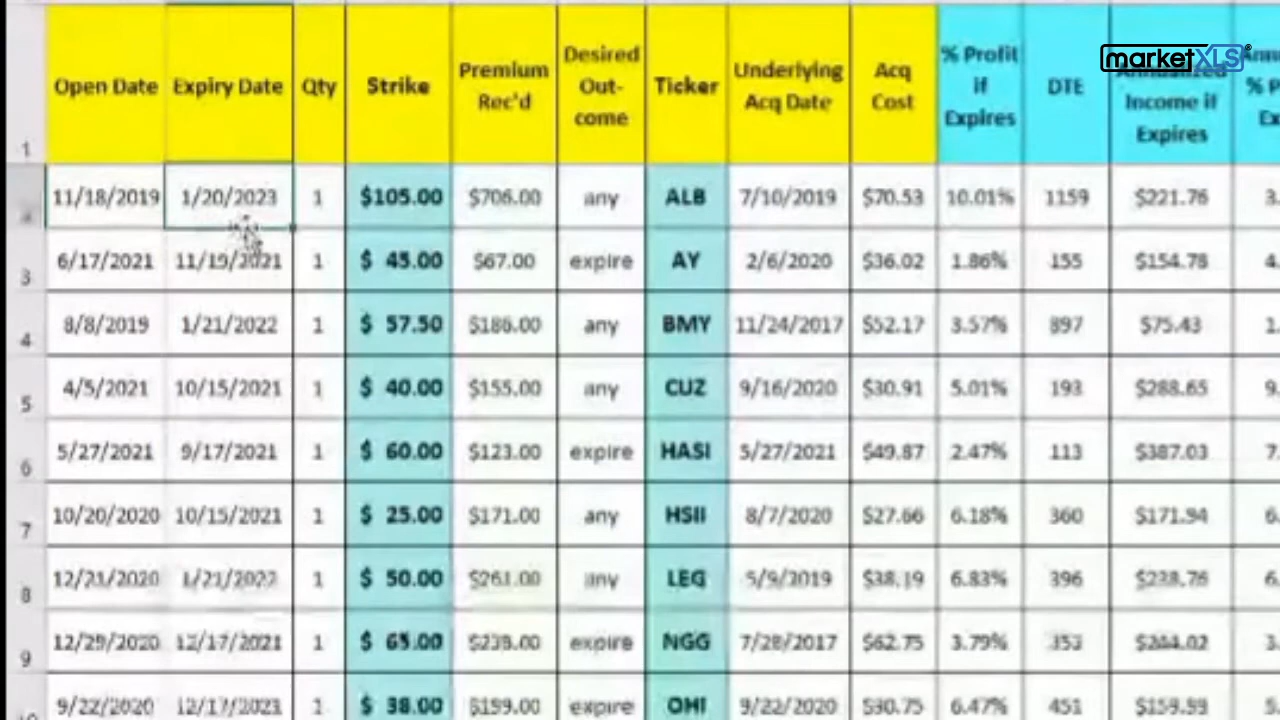 marketXLS®
Open Date Expiry Date Qty Strike Premium Rec'd Desired Out-come Ticker Underlying Acq Date Acq Cost % Profit if Expires DTE Annualized Income if Expires
1
11/18/2019 1/20/2023 1 $105.00 $706.00 any ALB 7/10/2019 $70.53 10.01% 1159 $221.76 3.
3 6/17/2021 11/19/2021 1 $ 45.00 $67.00 expire AY 2/6/2020 $36.02 1.86% 155 $154.78 4.
4 8/8/2019 1/21/2022 1 $ 57.50 $186.00 any BMY 11/24/2017 $52.17 3.57% 897 $75.43 1.
5 4/5/2021 10/15/2021 1 $ 40.00 $155.00 any CUZ 9/16/2020 $30.91 5.01% 193 $288.65 9.
6 5/27/2021 9/17/2021 1 $ 60.00 $123.00 expire HASI 5/27/2021 $49.87 2.47% 113 $387.03 7.
7 10/20/2020 10/15/2021 1 $ 25.00 $171.00 any HSII 8/7/2020 $27.66 6.18% 360 $171.94 6.
8 12/21/2020 1/21/2022 1 $ 50.00 $261.00 any LEG 5/9/2019 $38.19 6.83% 396 $238.76 6.
9 12/29/2020 12/17/2021 1 $ 65.00 expire NGG 7/28/2017 $62.75 3.79% 353 3.
9/22/2020 12/17/2021 1 $ 38.00 $199.00 expire OHI 9/22/2020 $30.75 6.47% 451 $159.99 5.